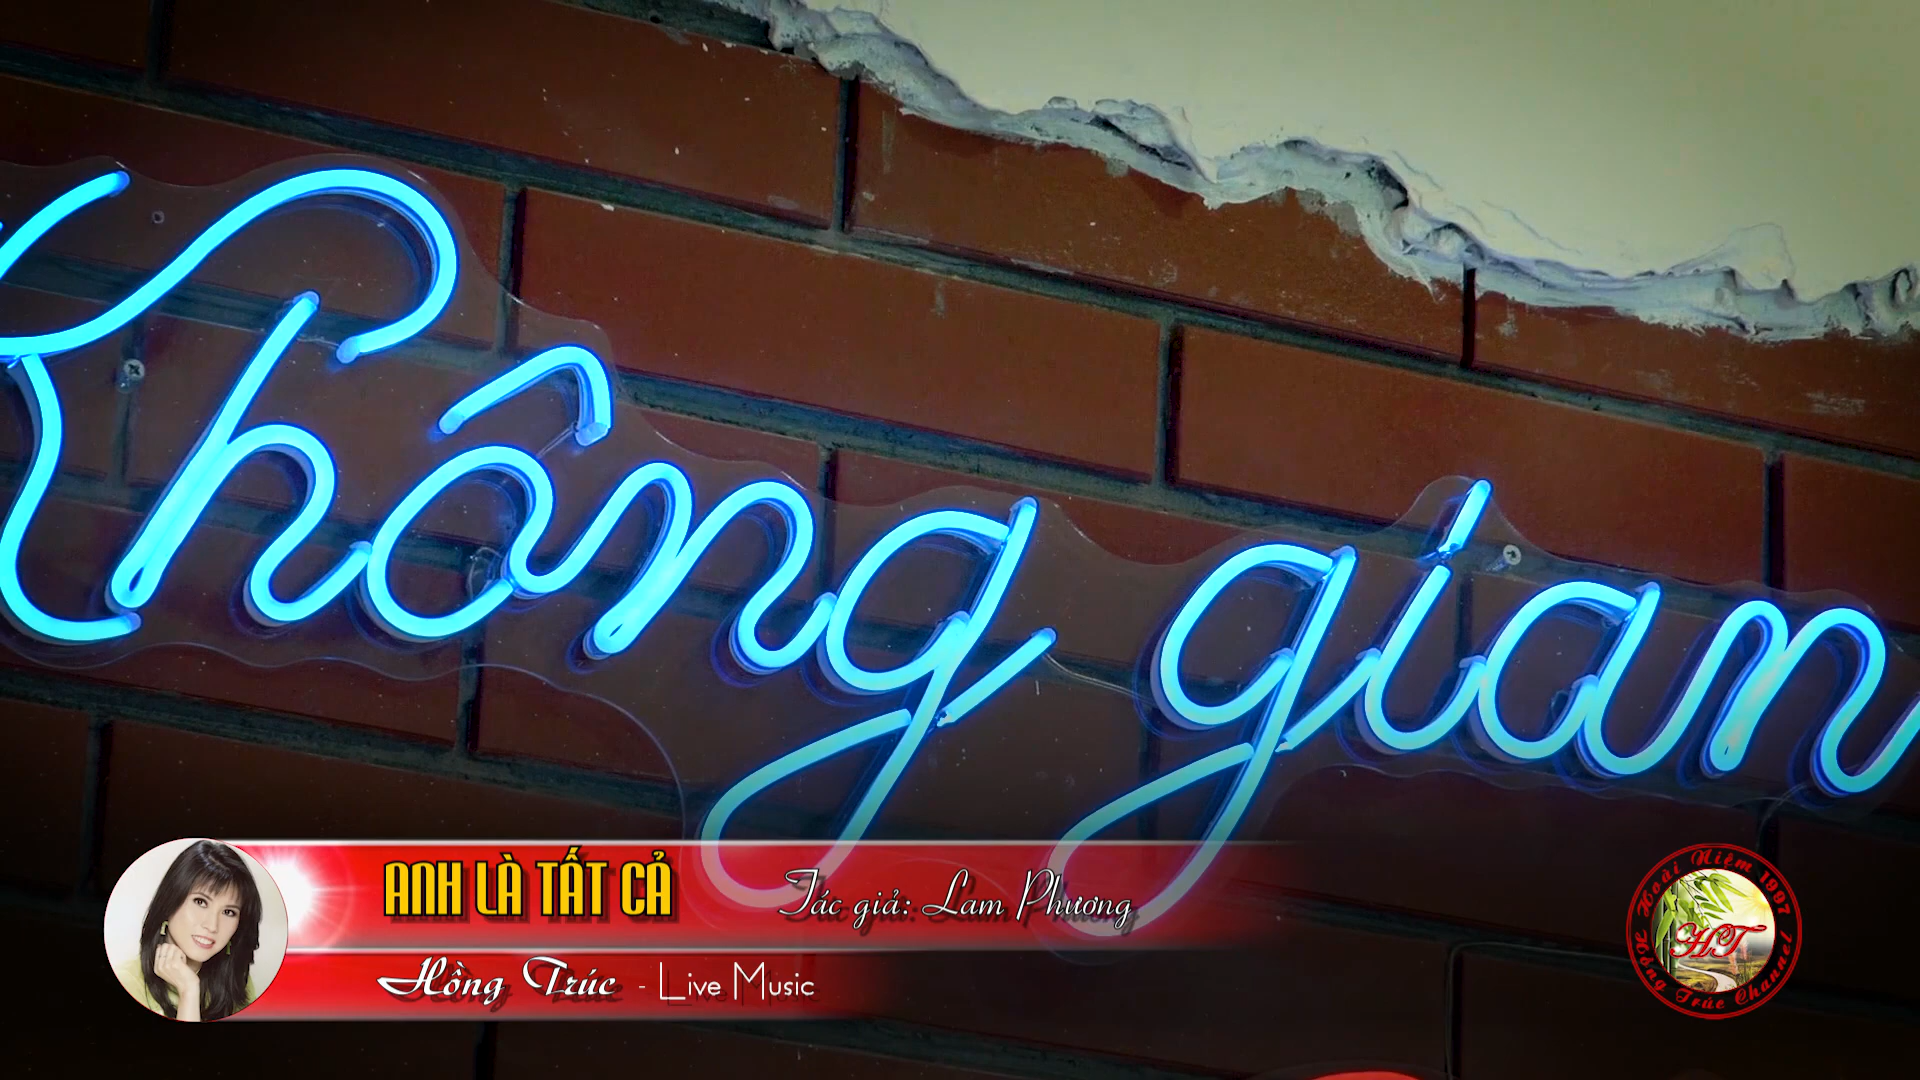 Không gian
ANH LÀ TẤT CẢ
Tác giả: Lam Phương
Hồng Trúc - Live Music
Hoài Niệm 1997
HT
Hồng Trúc Channel